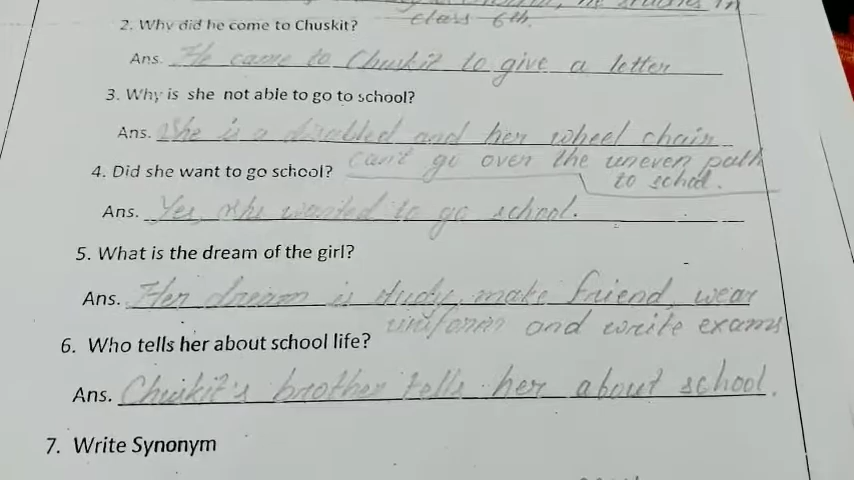 he studies in
2. Why did he come to Chuskit?
class 6th.
Ans. He came to Chuskit to give a letter
3. Why is she not able to go to school?
Ans. She is a disabled and her wheel chair
can't go over the uneven path
4. Did she want to go school?
to school.
Ans. Yes, she wanted to go school.
5. What is the dream of the girl?
Ans. Her dream is study, make friend, wear
uniform and write exams
6. Who tells her about school life?
Ans. Chuskit's brother tells her about school.
7. Write Synonym